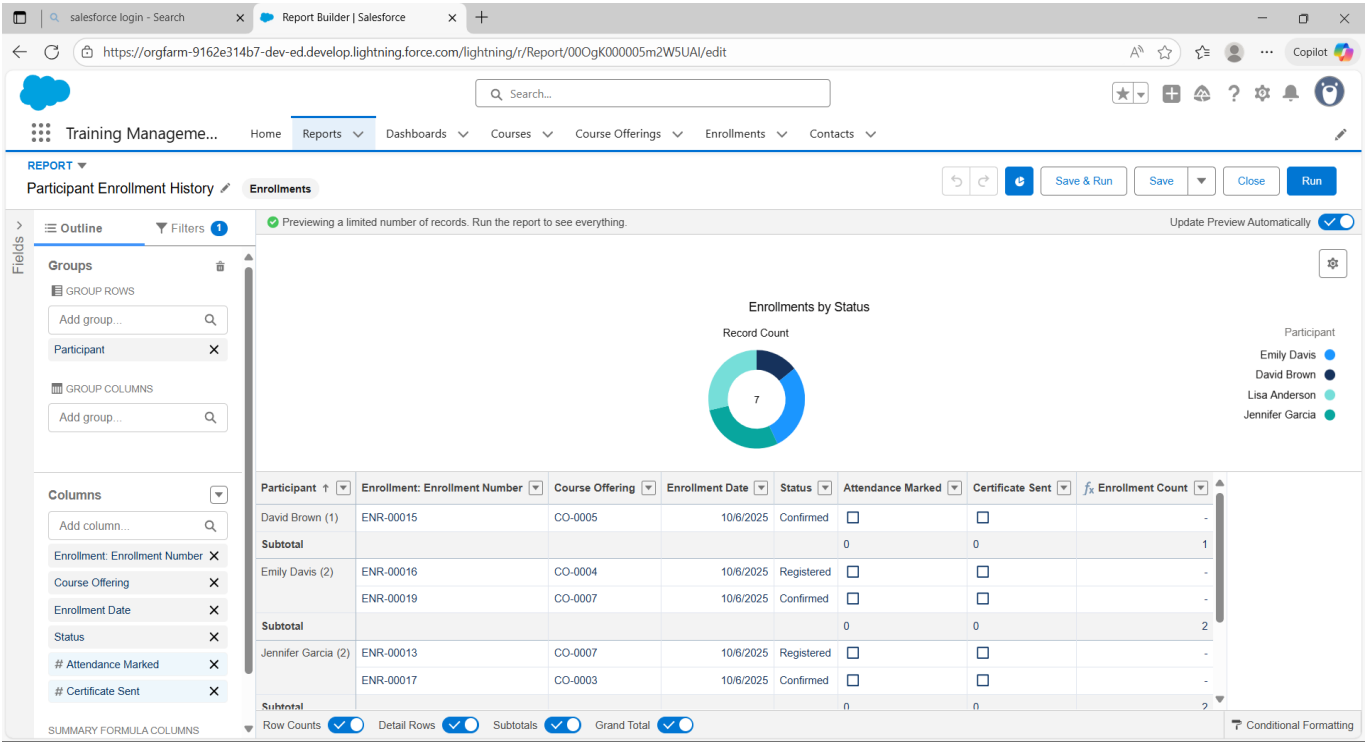 salesforce login - Search
Report Builder | Salesforce
https://orgfarm-9162e314b7-dev-ed.develop.lightning.force.com/lightning/r/Report/00OgK000005m2W5UAI/edit
Copilot
Search...
Training Manageme...
Home
Reports
Dashboards
Courses
Course Offerings
Enrollments
Contacts
REPORT
Participant Enrollment History
Enrollments
Save & Run
Save
Close
Run
Fields
Outline
Filters 1
Previewing a limited number of records. Run the report to see everything.
Update Preview Automatically
Groups
GROUP ROWS
Add group...
Participant
GROUP COLUMNS
Add group...
Columns
Add column...
Enrollment: Enrollment Number
Course Offering
Enrollment Date
Status
# Attendance Marked
# Certificate Sent
SUMMARY FORMULA COLUMNS
Enrollments by Status
Record Count
7
Participant
Emily Davis
David Brown
Lisa Anderson
Jennifer Garcia
Participant ↑ Enrollment: Enrollment Number Course Offering Enrollment Date Status Attendance Marked Certificate Sent fx Enrollment Count
David Brown (1) ENR-00015 CO-0005 10/6/2025 Confirmed -
Subtotal 0 0 1
Emily Davis (2) ENR-00016 CO-0004 10/6/2025 Registered -
ENR-00019 CO-0007 10/6/2025 Confirmed -
Subtotal 0 0 2
Jennifer Garcia (2) ENR-00013 CO-0007 10/6/2025 Registered -
ENR-00017 CO-0003 10/6/2025 Confirmed -
Subtotal 0 0 2
Row Counts
Detail Rows
Subtotals
Grand Total
Conditional Formatting